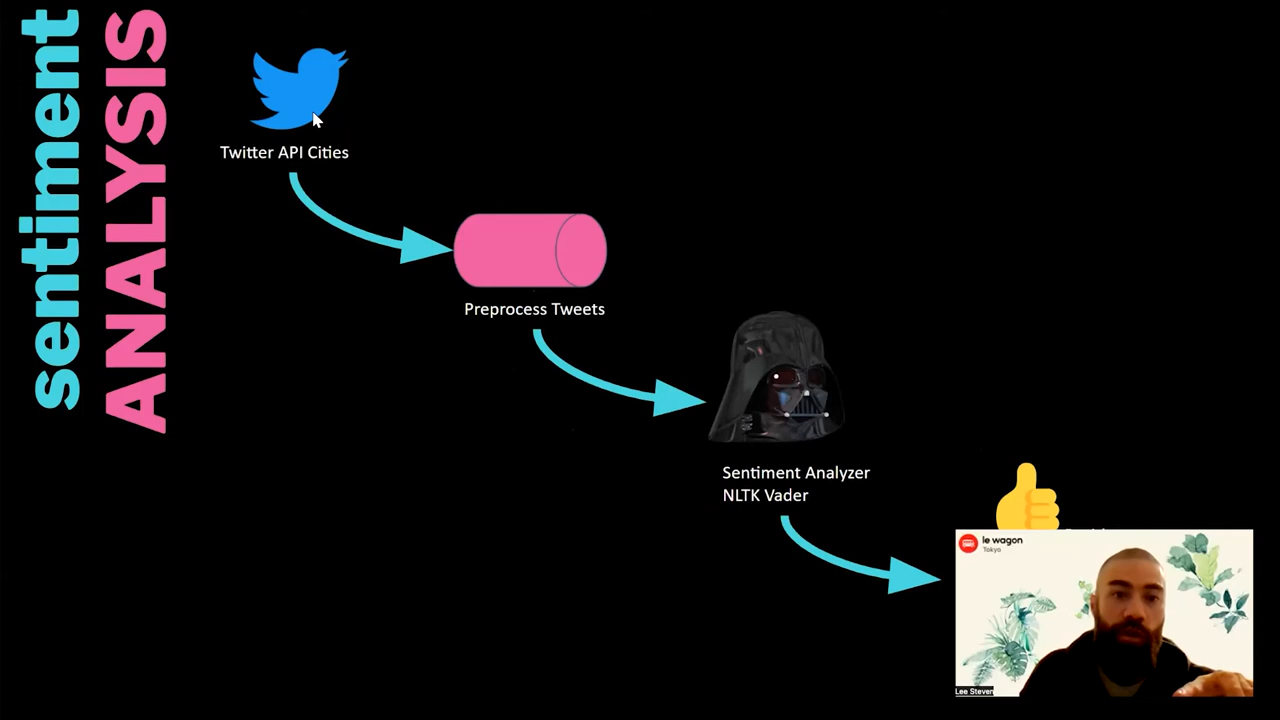 sentiment
ANALYSIS
Twitter API Cities
Preprocess Tweets
Sentiment Analyzer
NLTK Vader
le wagon
Tokyo
Lee Steven